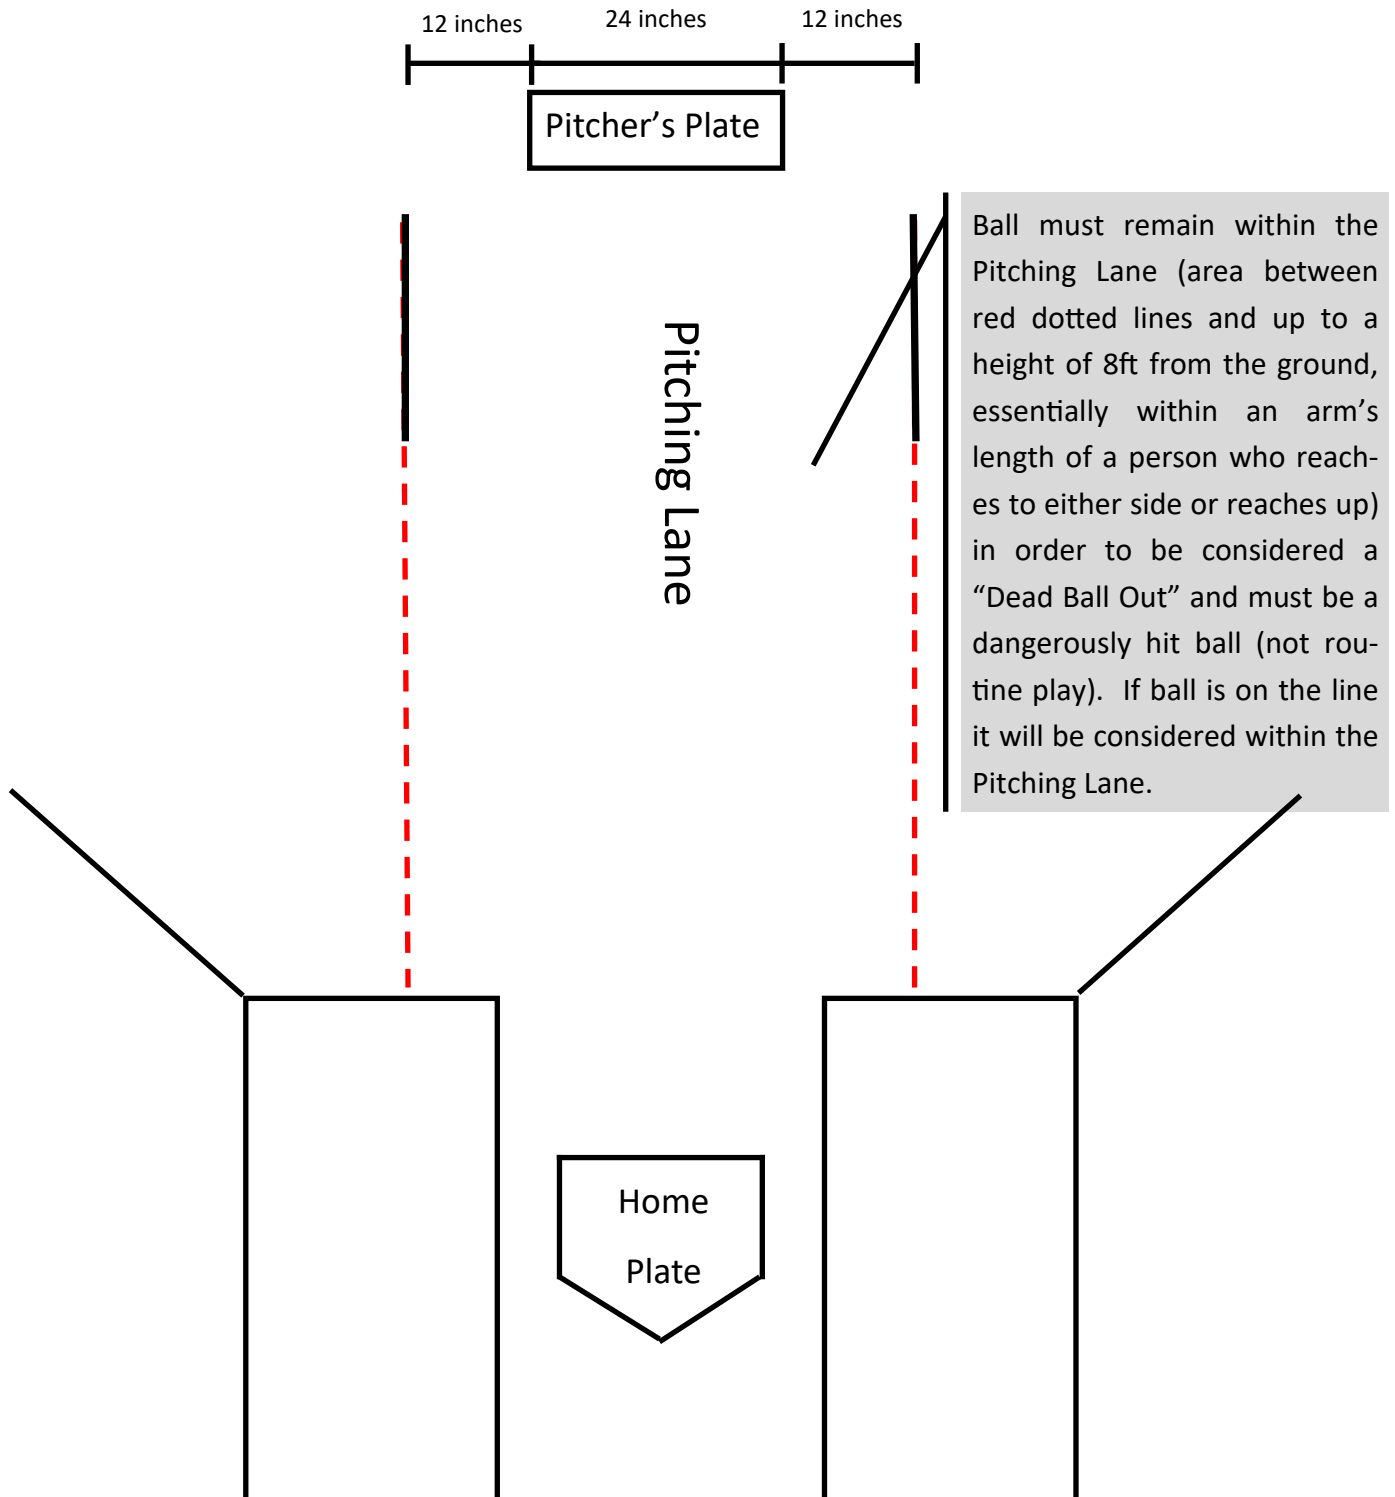 12 inches
24 inches
12 inches
Pitcher’s Plate
Pitching Lane
Ball must remain within the
Pitching Lane (area between
red dotted lines and up to a
height of 8ft from the ground,
essentially within an arm’s
length of a person who reach-
es to either side or reaches up)
in order to be considered a
“Dead Ball Out” and must be a
dangerously hit ball (not rou-
tine play).  If ball is on the line
it will be considered within the
Pitching Lane.
Home
Plate